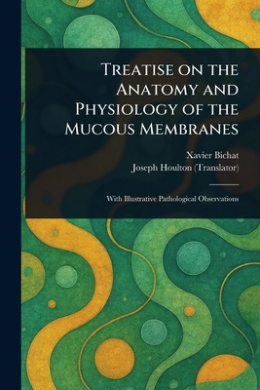 Treatise on the
Anatomy and
Physiology of the
Mucous Membranes
Xavier Bichat
Joseph Houlton (Translator)
With Illustrative Pathological Observations